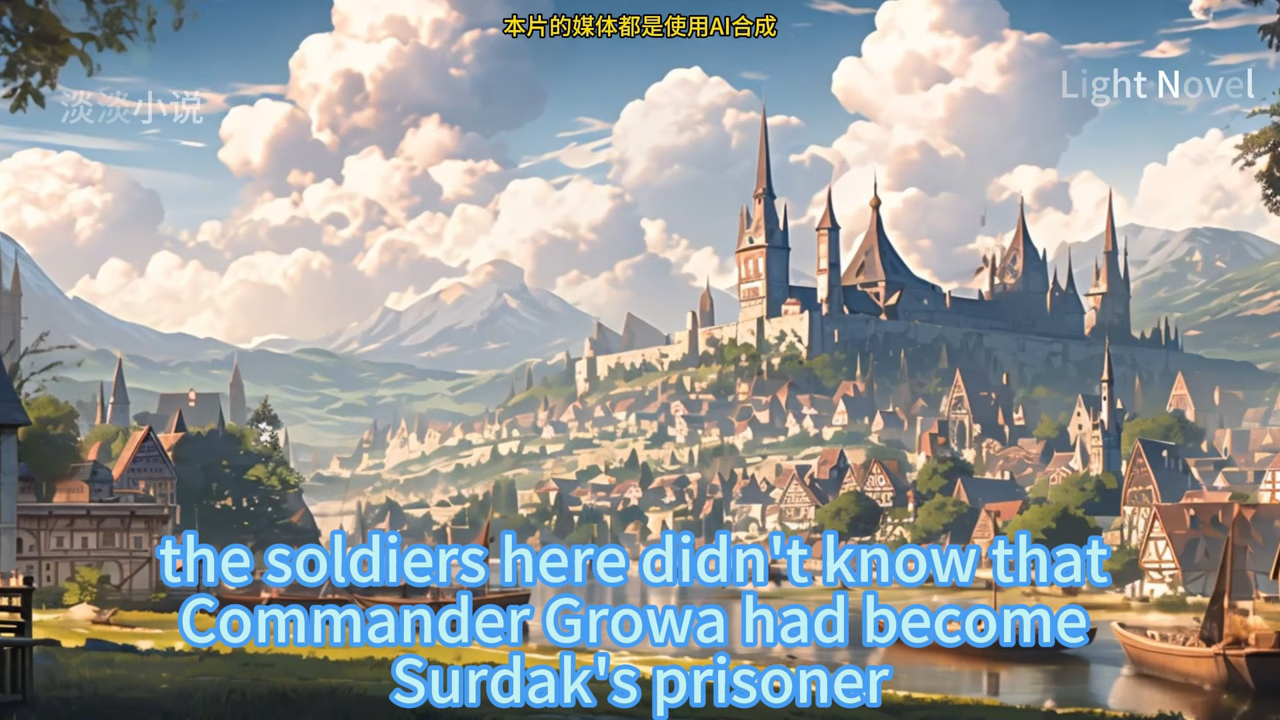 本片的媒体都是使用AI合成
淡淡小说
Light Novel
the soldiers here didn't know that
Commander Growa had become
Surdak's prisoner